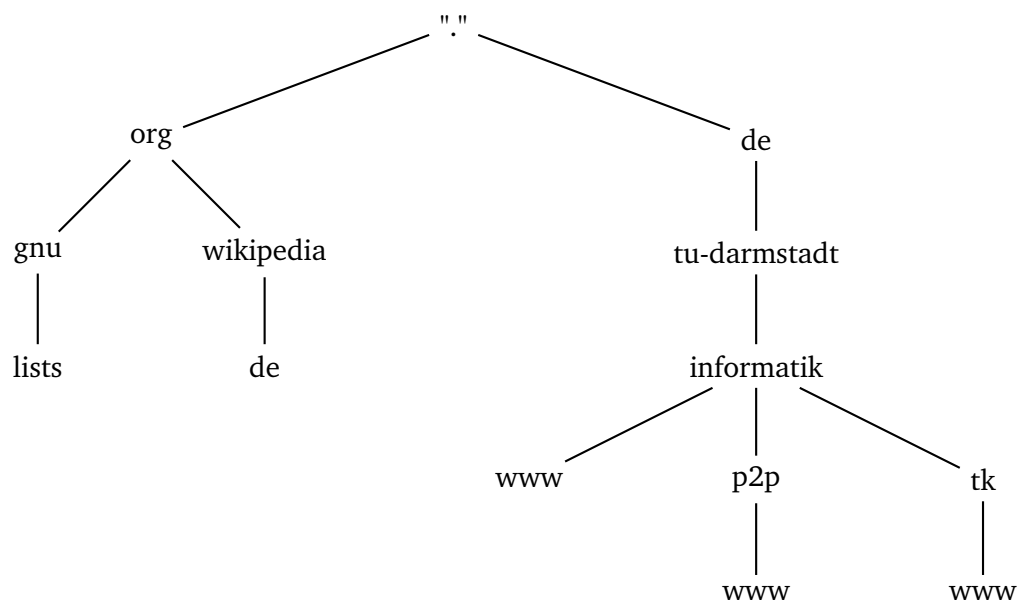 "."
org
de
gnu
wikipedia
tu-darmstadt
lists
de
informatik
www
p2p
tk
www
www